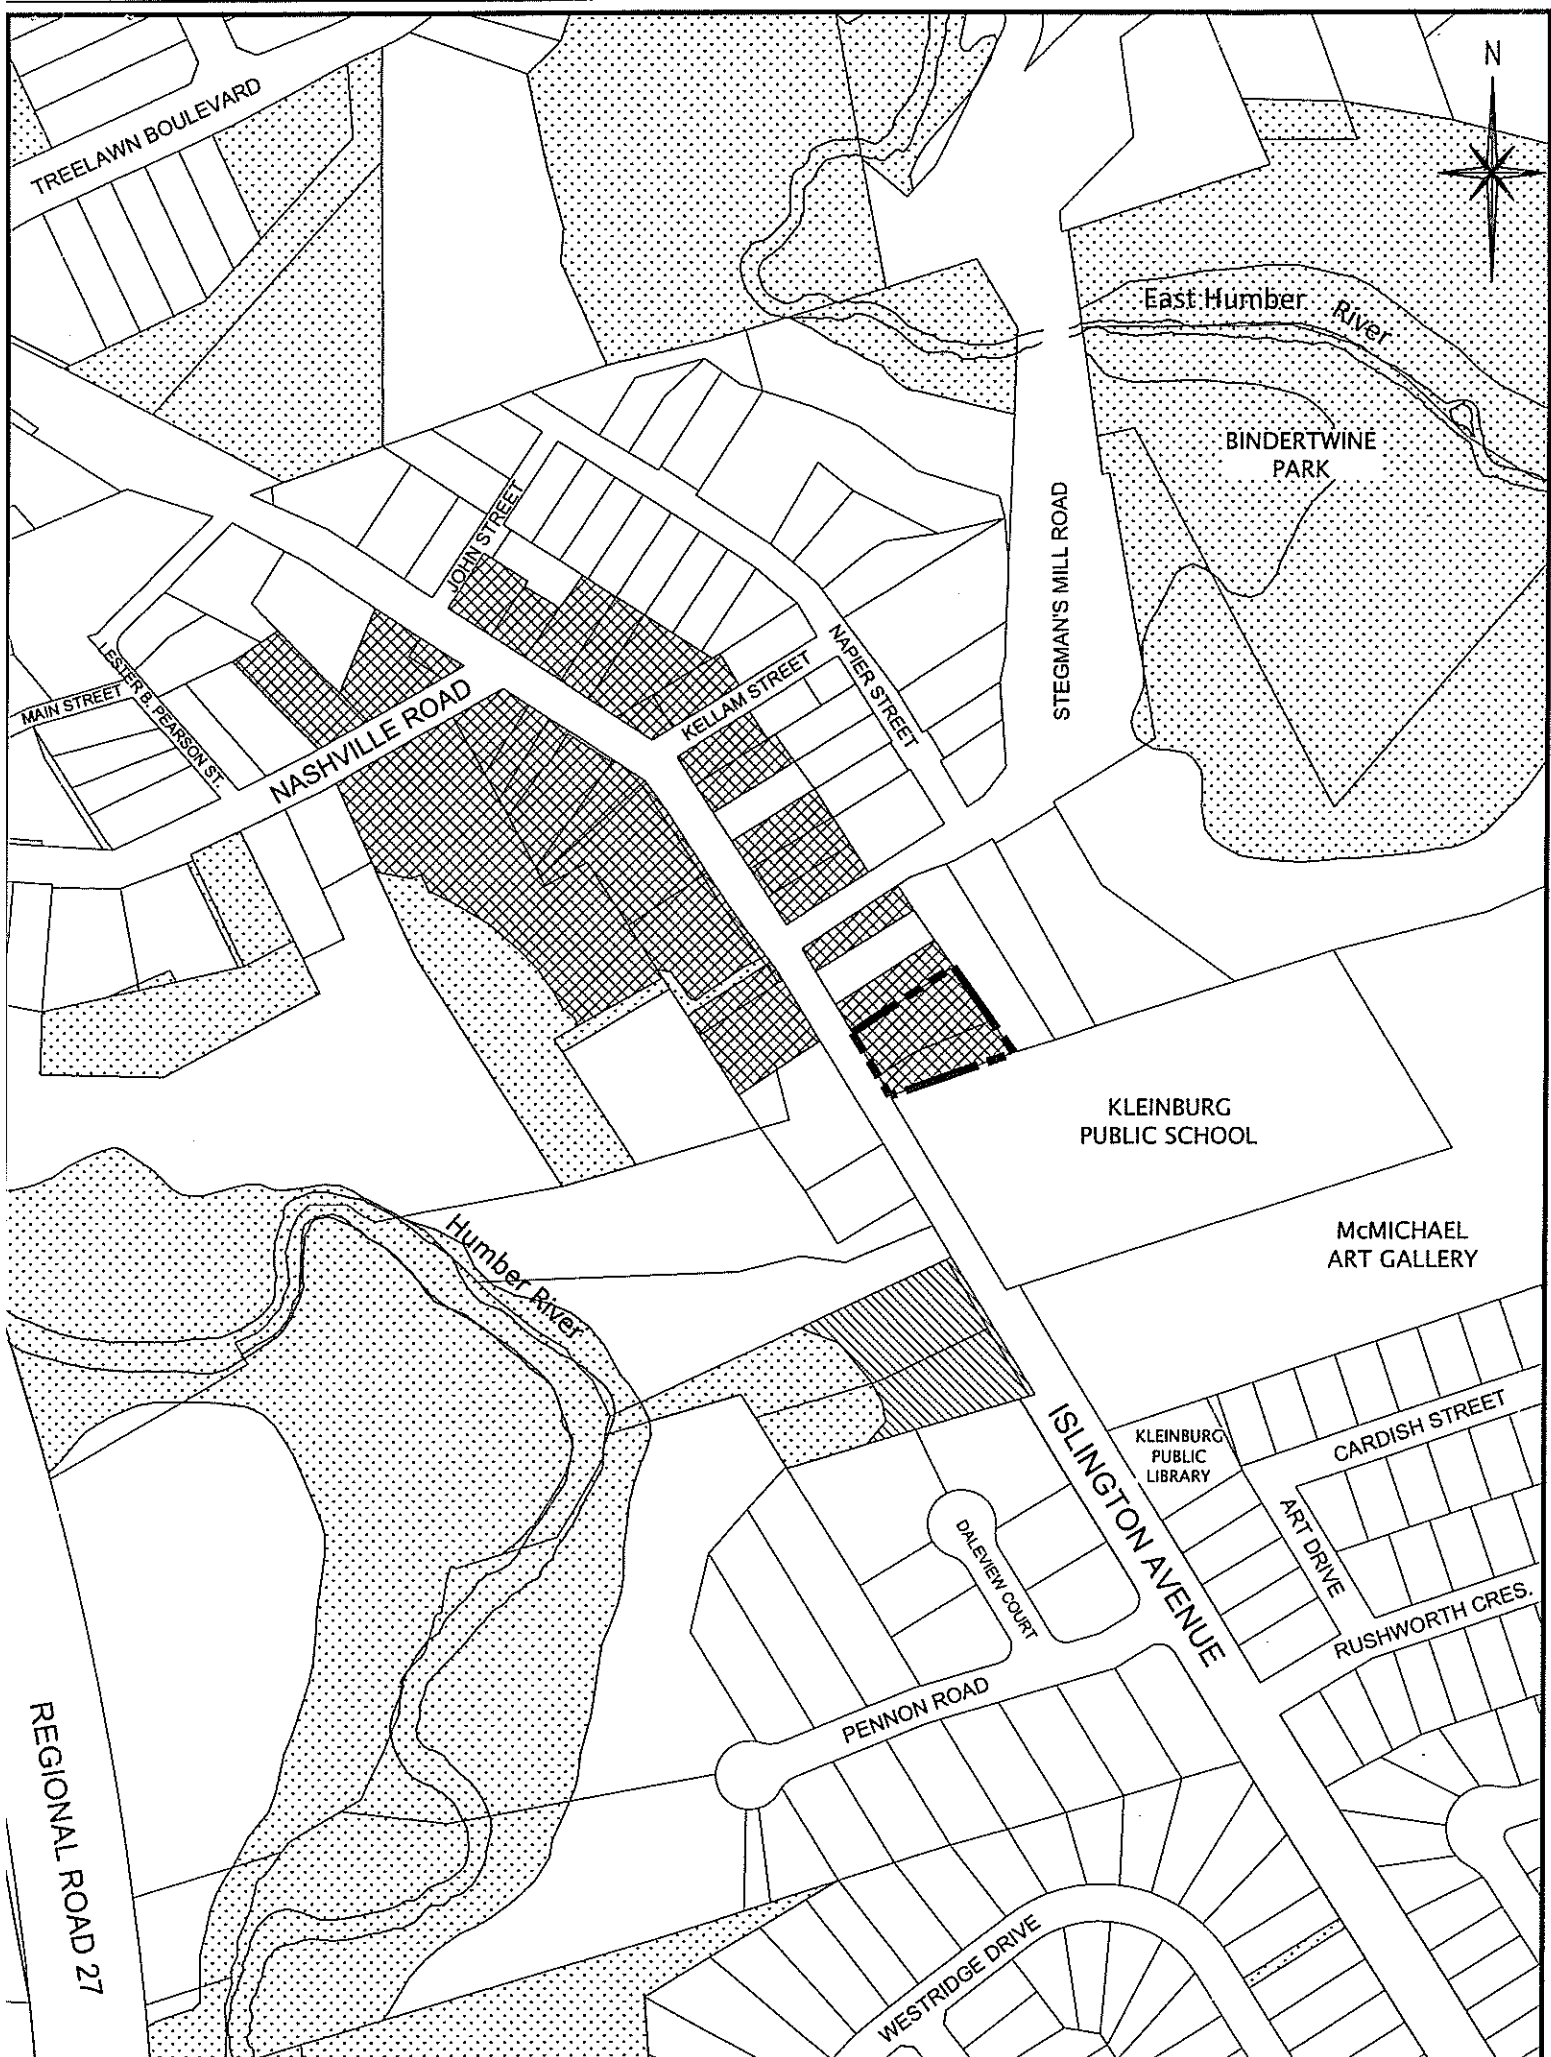 N
TREELAWN BOULEVARD
East Humber River
BINDERTWINE
PARK
JOHN STREET
STEGMAN'S MILL ROAD
NAPIER STREET
KELLAM STREET
LESTER B. PEARSON ST.
MAIN STREET
NASHVILLE ROAD
KLEINBURG
PUBLIC SCHOOL
McMICHAEL
ART GALLERY
Humber River
ISLINGTON AVENUE
KLEINBURG
PUBLIC
LIBRARY
CARDISH STREET
ART DRIVE
DALEVIEW COURT
RUSHWORTH CRES.
PENNON ROAD
REGIONAL ROAD 27
WESTRIDGE DRIVE